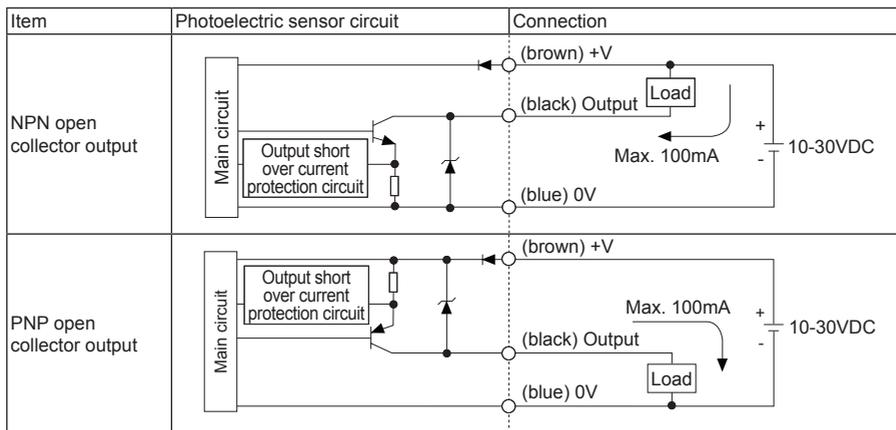 Item
Photoelectric sensor circuit
Connection
NPN open
collector output
Main circuit
Output short
over current
protection circuit
(brown) +V
(black) Output
Load
Max. 100mA
+
-
10-30VDC
(blue) 0V
PNP open
collector output
Main circuit
Output short
over current
protection circuit
(brown) +V
Max. 100mA
+
-
10-30VDC
(black) Output
Load
(blue) 0V